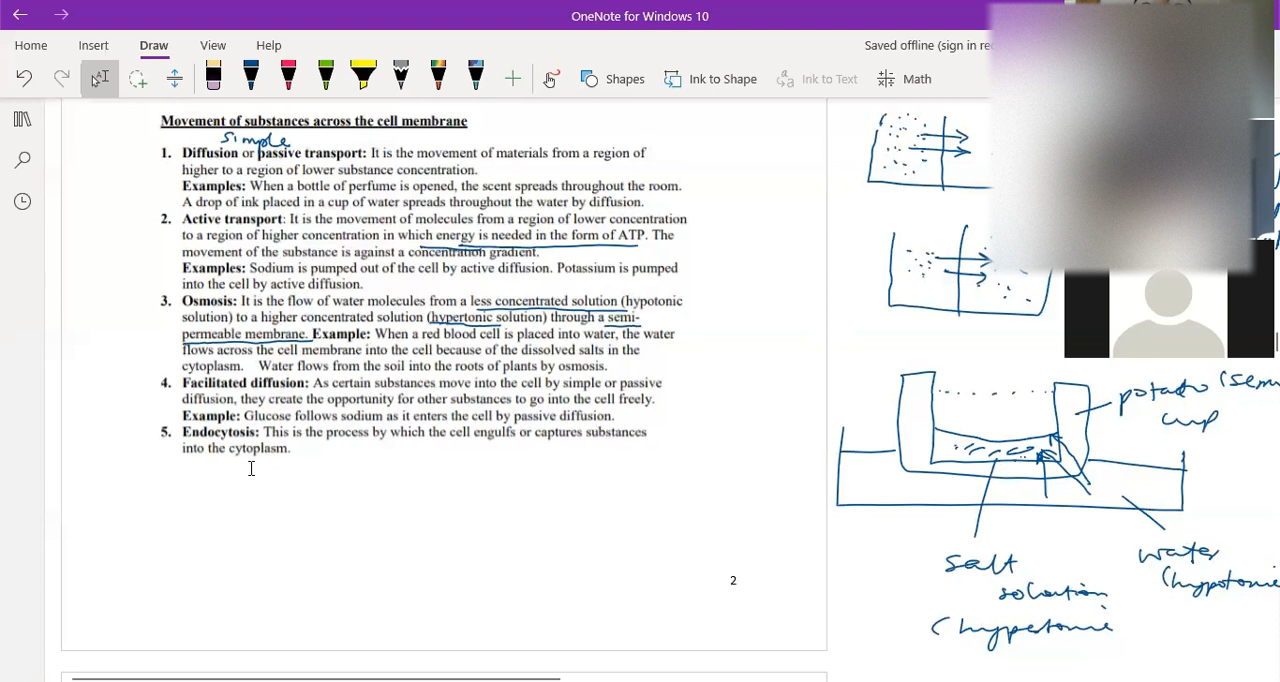 OneNote for Windows 10
Home Insert Draw View Help
Saved offline (sign in
Shapes Ink to Shape Ink to Text Math
Movement of substances across the cell membrane
simple
1. Diffusion or passive transport: It is the movement of materials from a region of
higher to a region of lower substance concentration.
Examples: When a bottle of perfume is opened, the scent spreads throughout the room.
A drop of ink placed in a cup of water spreads throughout the water by diffusion.
2. Active transport: It is the movement of molecules from a region of lower concentration
to a region of higher concentration in which energy is needed in the form of ATP. The
movement of the substance is against a concentration gradient.
Examples: Sodium is pumped out of the cell by active diffusion. Potassium is pumped
into the cell by active diffusion.
3. Osmosis: It is the flow of water molecules from a less concentrated solution (hypotonic
solution) to a higher concentrated solution (hypertonic solution) through a semi-
permeable membrane. Example: When a red blood cell is placed into water, the water
flows across the cell membrane into the cell because of the dissolved salts in the
cytoplasm. Water flows from the soil into the roots of plants by osmosis.
4. Facilitated diffusion: As certain substances move into the cell by simple or passive
diffusion, they create the opportunity for other substances to go into the cell freely.
Example: Glucose follows sodium as it enters the cell by passive diffusion.
5. Endocytosis: This is the process by which the cell engulfs or captures substances
into the cytoplasm.
2
potato (semi
cup
salt
solution
(hypertonic
water
(hypotonic